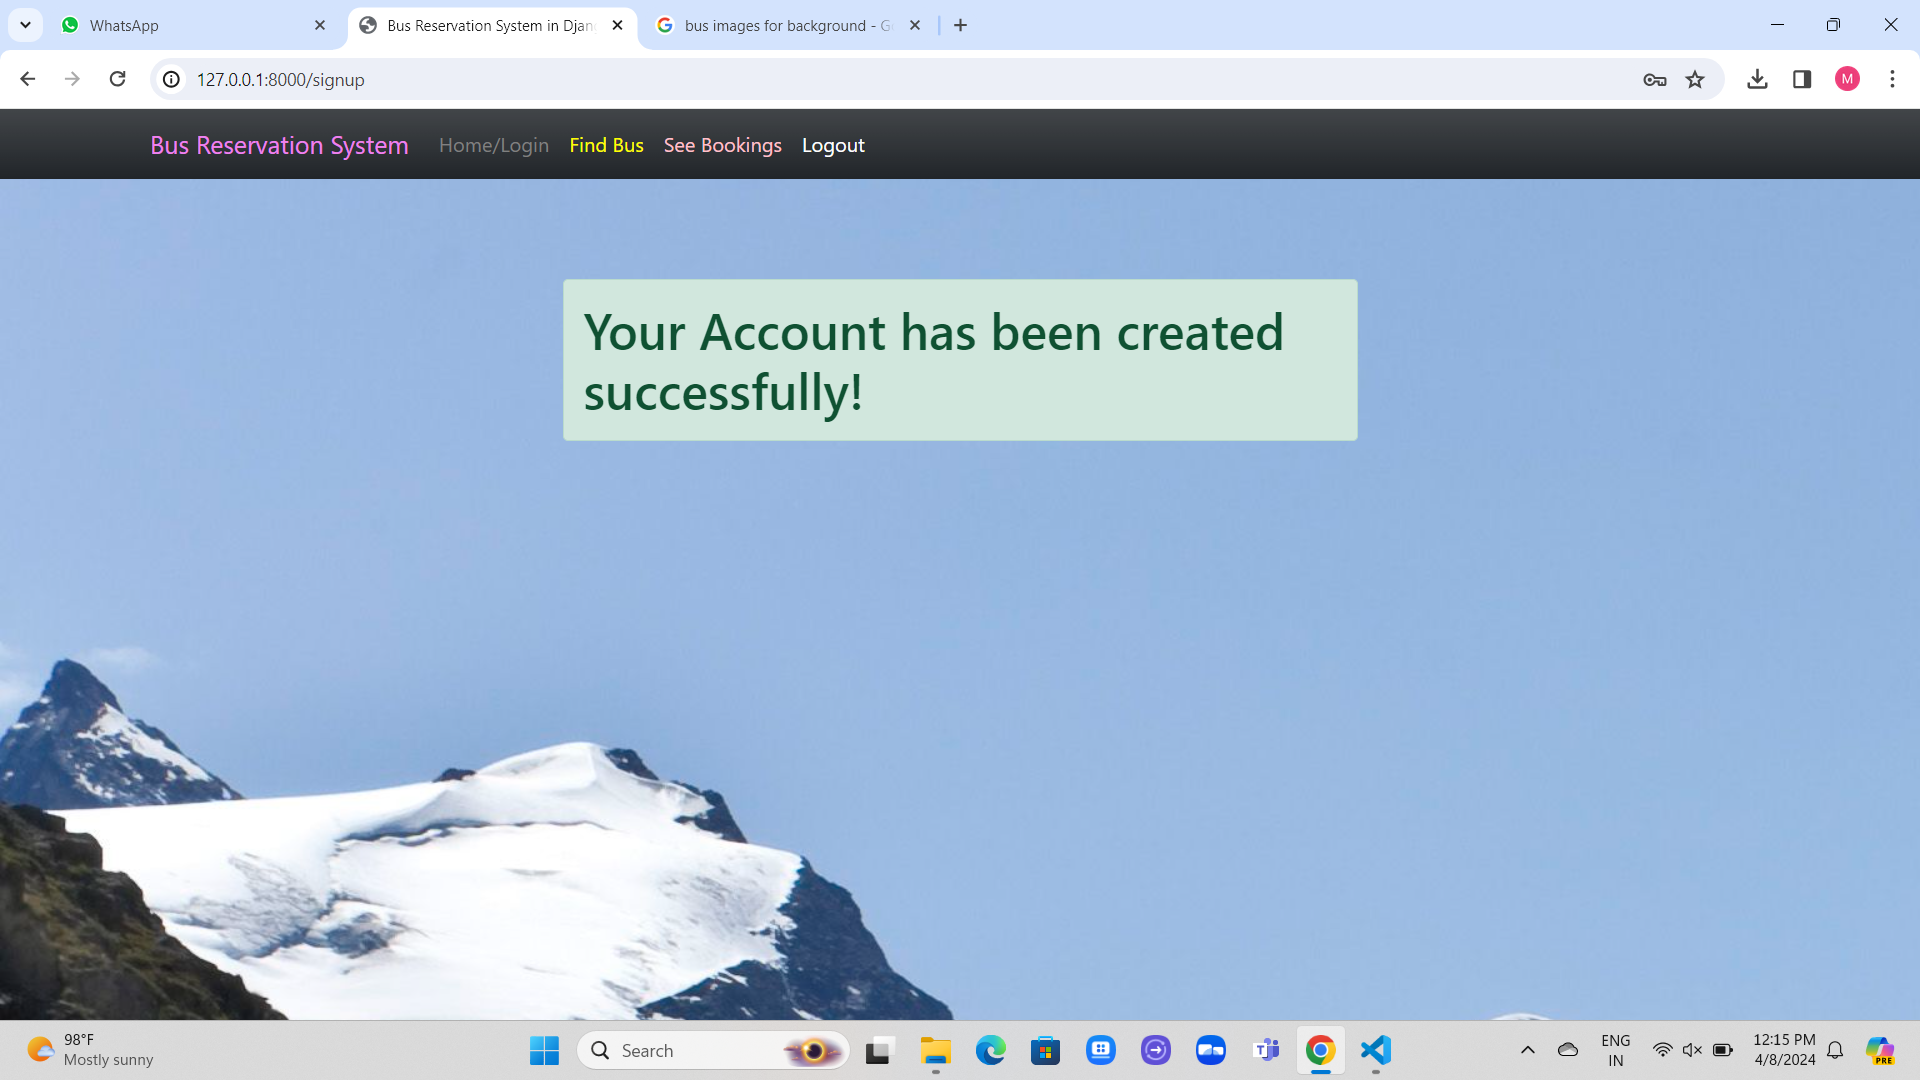 WhatsApp
Bus Reservation System in Djan
bus images for background - G
127.0.0.1:8000/signup
M
Bus Reservation System
Home/Login
Find Bus
See Bookings
Logout
Your Account has been created
successfully!
98°F
Mostly sunny
Search
ENG
IN
12:15 PM
4/8/2024
PRE